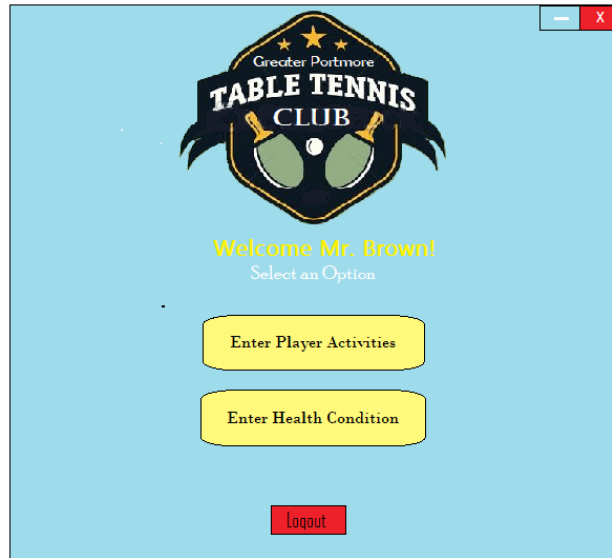 X
Greater Portmore
TABLE TENNIS
CLUB
Welcome Mr. Brown!
Select an Option
Enter Player Activities
Enter Health Condition
Logout